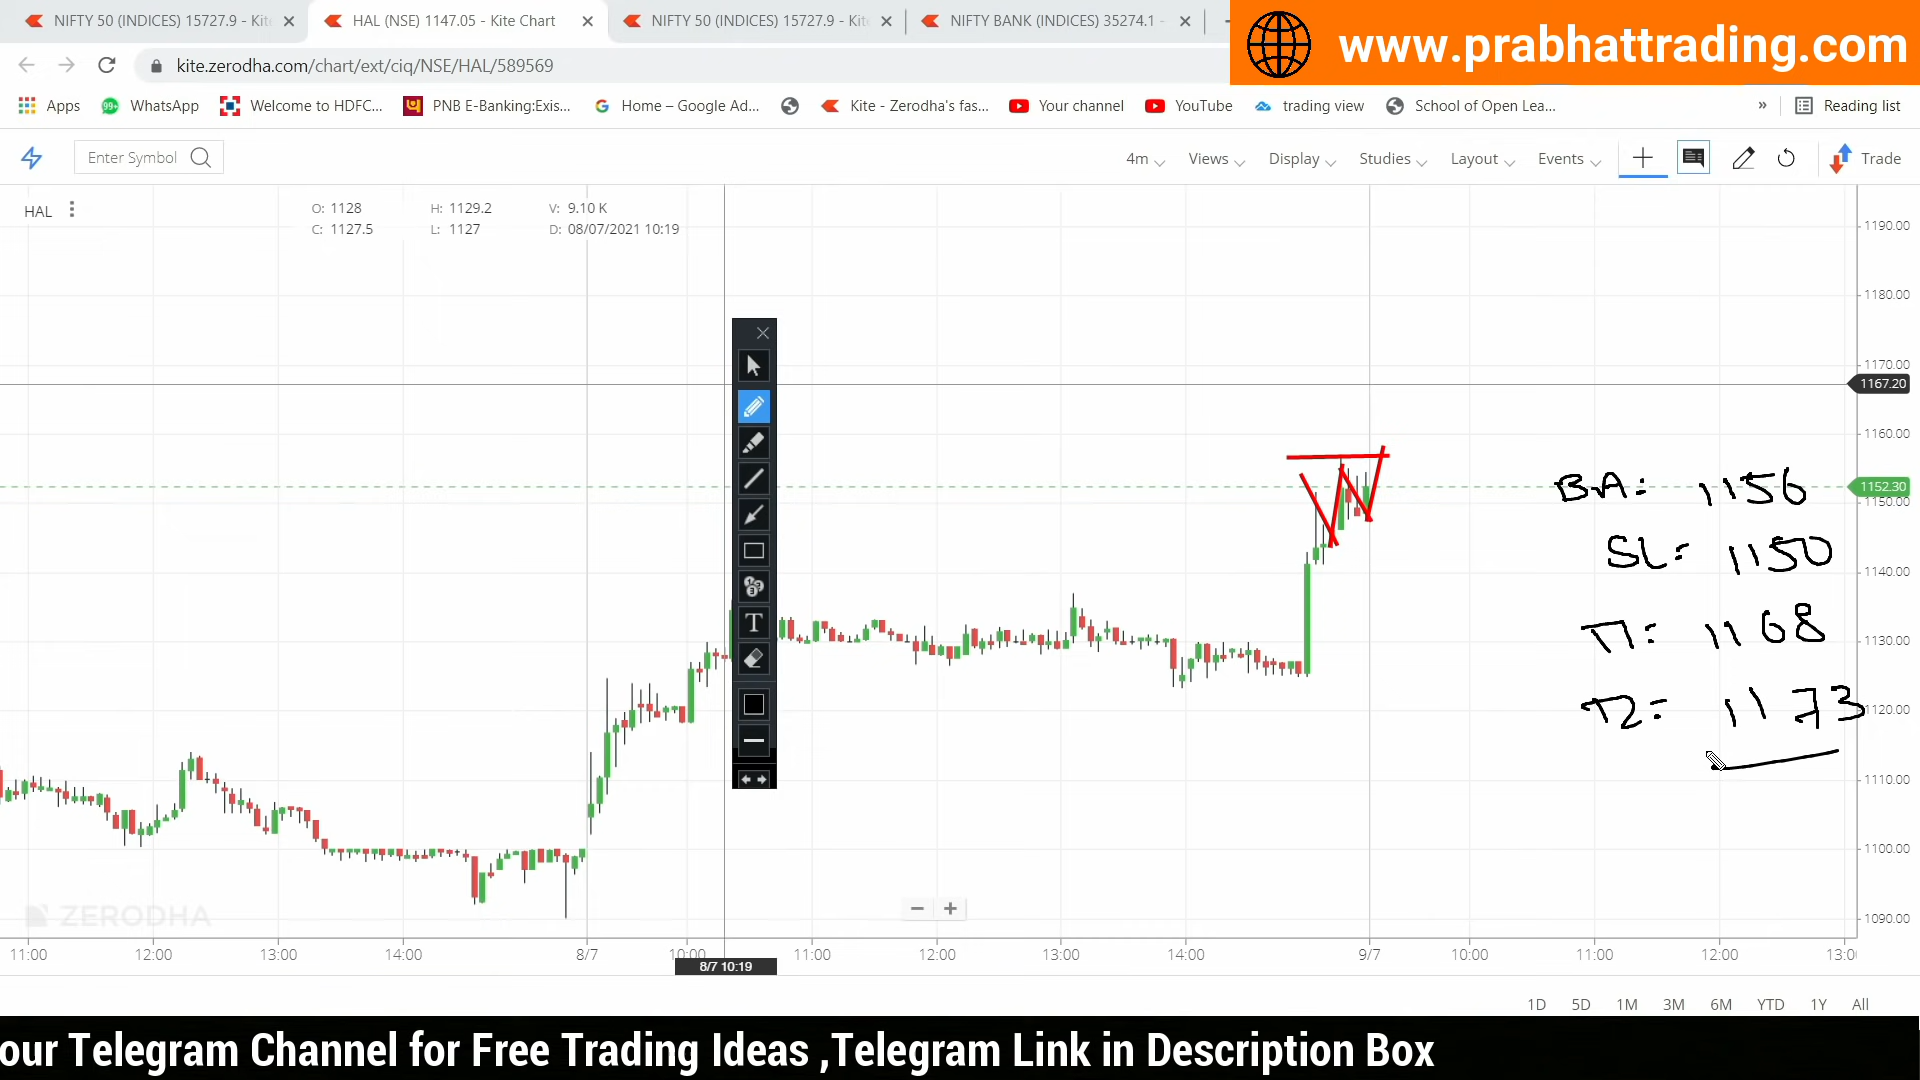 NIFTY 50 (INDICES) 15727.9 - Kit
HAL (NSE) 1147.05 - Kite Chart
NIFTY 50 (INDICES) 15727.9 - Kit
NIFTY BANK (INDICES) 35274.1 -
www.prabhattrading.com
kite.zerodha.com/chart/ext/ciq/NSE/HAL/589569
Apps
99+
WhatsApp
Welcome to HDFC...
PNB E-Banking:Exis...
Home – Google Ad...
Kite - Zerodha's fas...
Your channel
YouTube
trading view
School of Open Lea...
»
Reading list
Enter Symbol
4m
Views
Display
Studies
Layout
Events
Trade
HAL
O: 1128 H: 1129.2 V: 9.10 K
C: 1127.5 L: 1127 D: 08/07/2021 10:19
1190.00
1180.00
1170.00
1167.20
1160.00
1152.30
1150.00
1140.00
1130.00
1120.00
1110.00
1100.00
1090.00
BA: 1156
SL: 1150
T1: 1168
T2: 1173
T
ZERODHA
11:00 12:00 13:00 14:00 8/7 10:00 11:00 12:00 13:00 14:00 9/7 10:00 11:00 12:00 13:0
8/7 10:19
1D 5D 1M 3M 6M YTD 1Y All
our Telegram Channel for Free Trading Ideas ,Telegram Link in Description Box